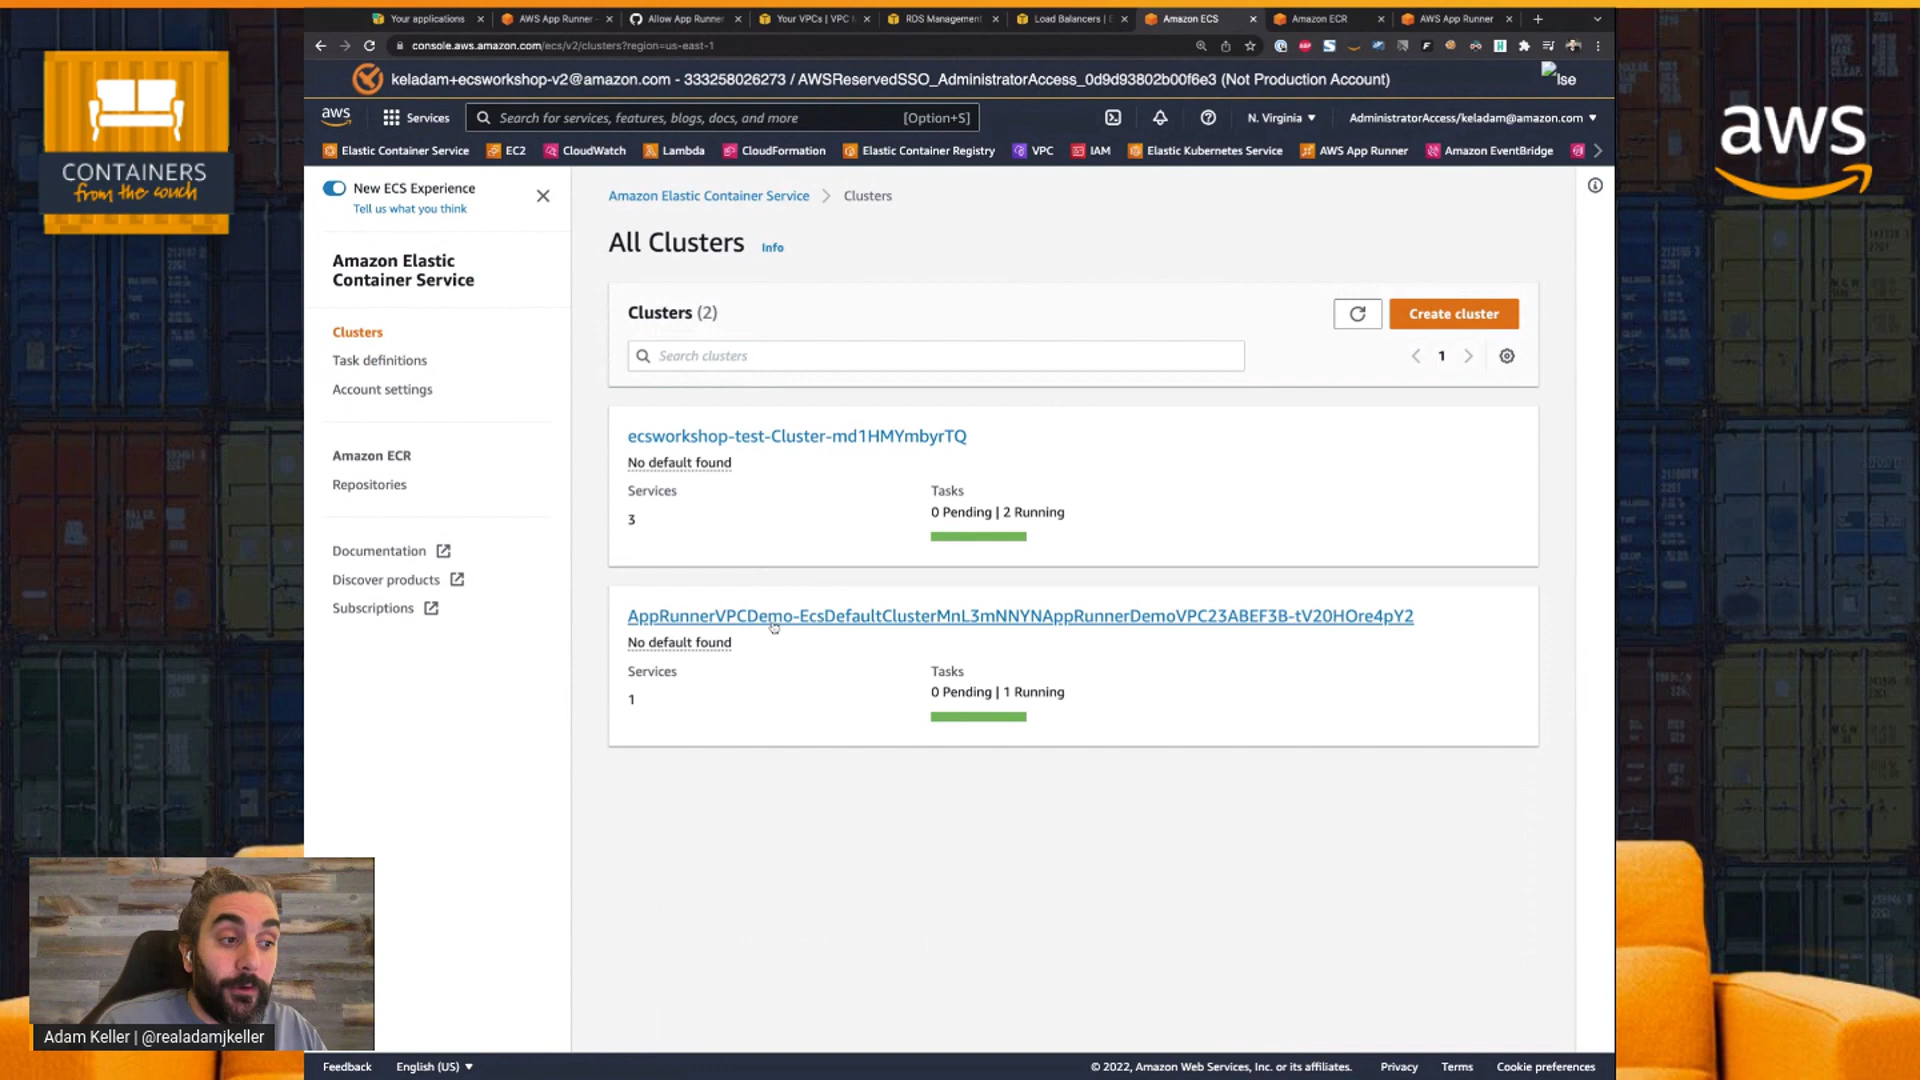 Your applications
AWS App Runner -
Allow App Runner
Your VPCs | VPC M
RDS Management
Load Balancers | E
Amazon ECS
Amazon ECR
AWS App Runner
console.aws.amazon.com/ecs/v2/clusters?region=us-east-1
keladam+ecsworkshop-v2@amazon.com - 333258026273 / AWSReservedSSO_AdministratorAccess_0d9d93802b00f6e3 (Not Production Account)
Ise
aws
Services
Search for services, features, blogs, docs, and more
[Option+S]
N. Virginia
AdministratorAccess/keladam@amazon.com
Elastic Container Service
EC2
CloudWatch
Lambda
CloudFormation
Elastic Container Registry
VPC
IAM
Elastic Kubernetes Service
AWS App Runner
Amazon EventBridge
CONTAINERS
from the couch
aws
New ECS Experience
Tell us what you think
Amazon Elastic
Container Service
Clusters
Task definitions
Account settings
Amazon ECR
Repositories
Documentation
Discover products
Subscriptions
Amazon Elastic Container Service
Clusters
All Clusters
Info
Clusters (2)
Create cluster
Search clusters
1
ecsworkshop-test-Cluster-md1HMYmbyrTQ
No default found
Services
Tasks
3
0 Pending | 2 Running
AppRunnerVPCDemo-EcsDefaultClusterMnL3mNNYNAppRunnerDemoVPC23ABEF3B-tV20HOre4pY2
No default found
Services
Tasks
1
0 Pending | 1 Running
Adam Keller | @realadamjkeller
Feedback
English (US)
© 2022, Amazon Web Services, Inc. or its affiliates.
Privacy
Terms
Cookie preferences